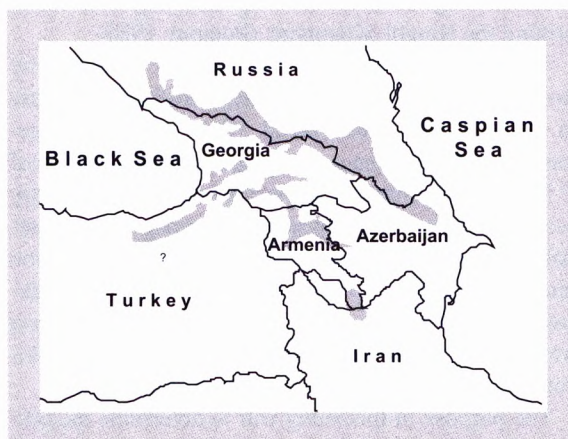 Russia
Caspian
Sea
Black Sea
Georgia
Armenia
Azerbaijan
?
Turkey
Iran